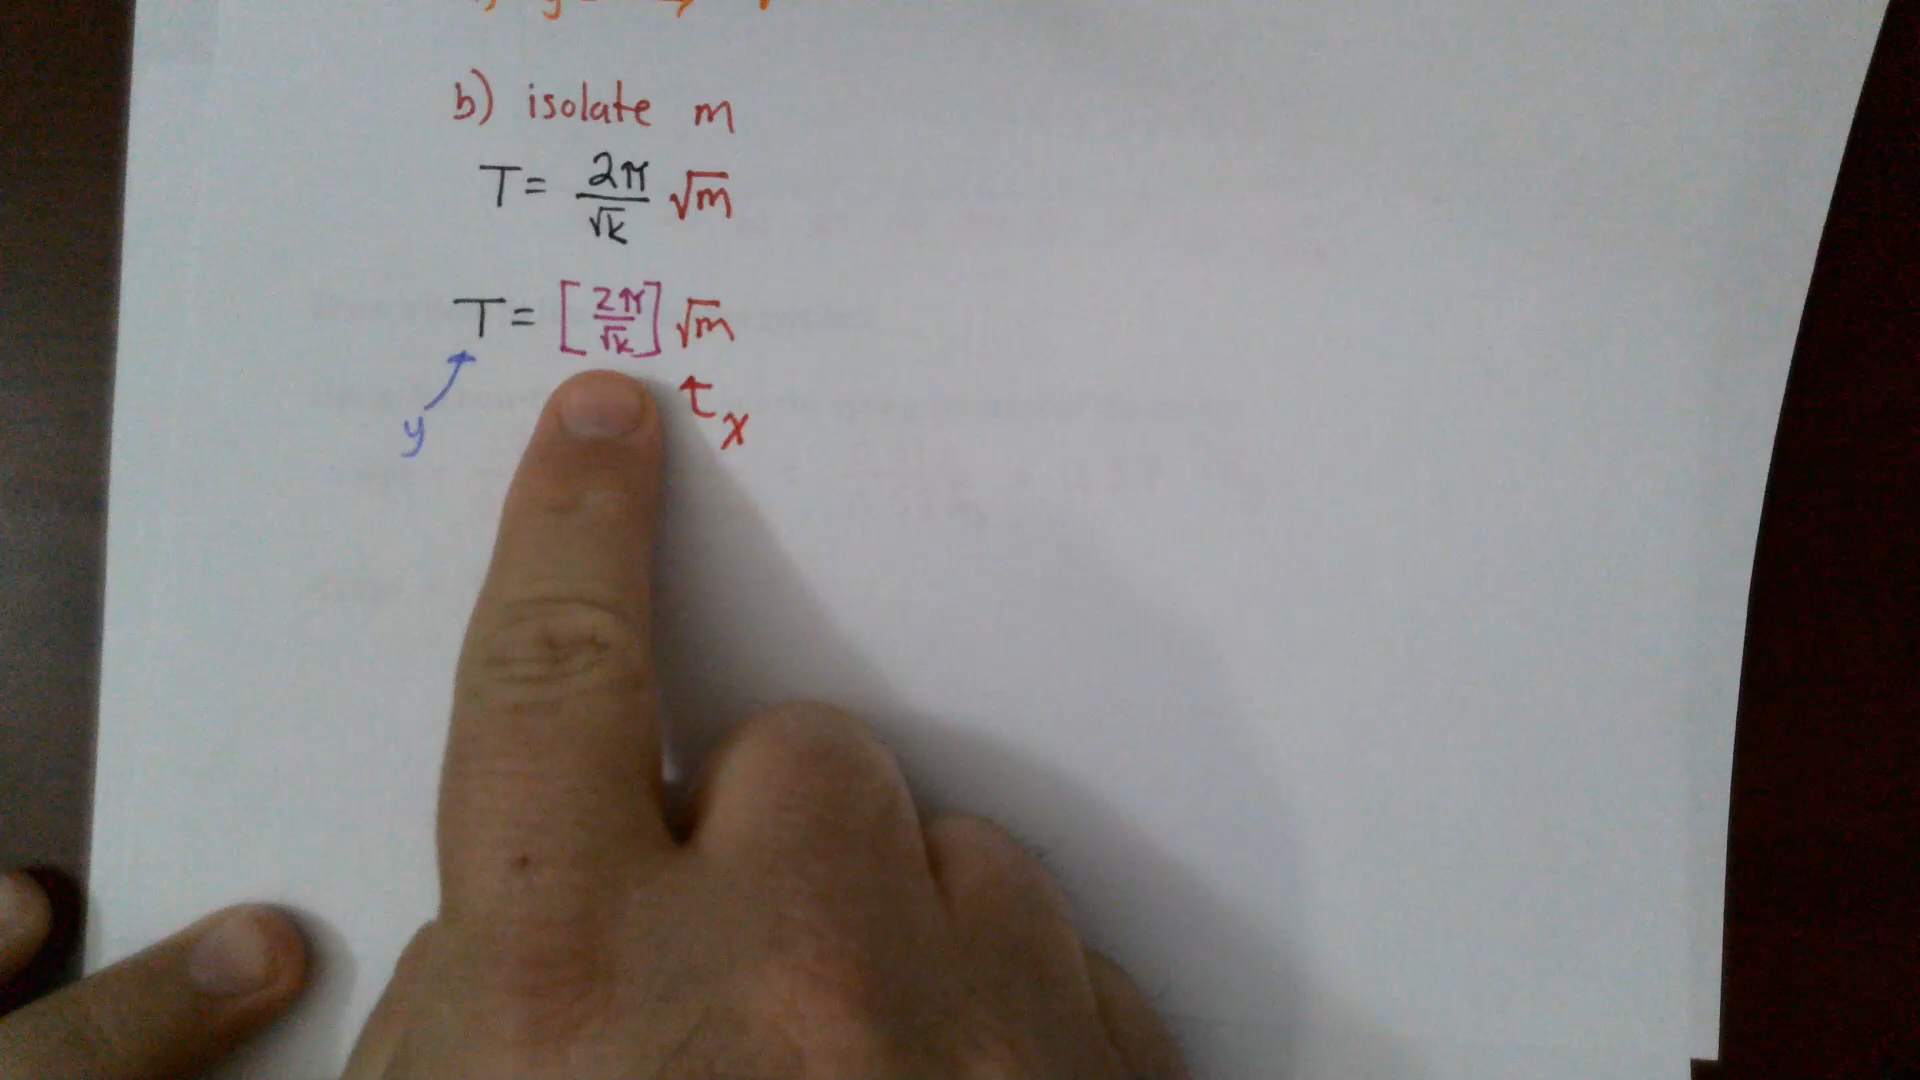 b) isolate m
T = 2π/√k √m
T = [2π/√k] √m
y x